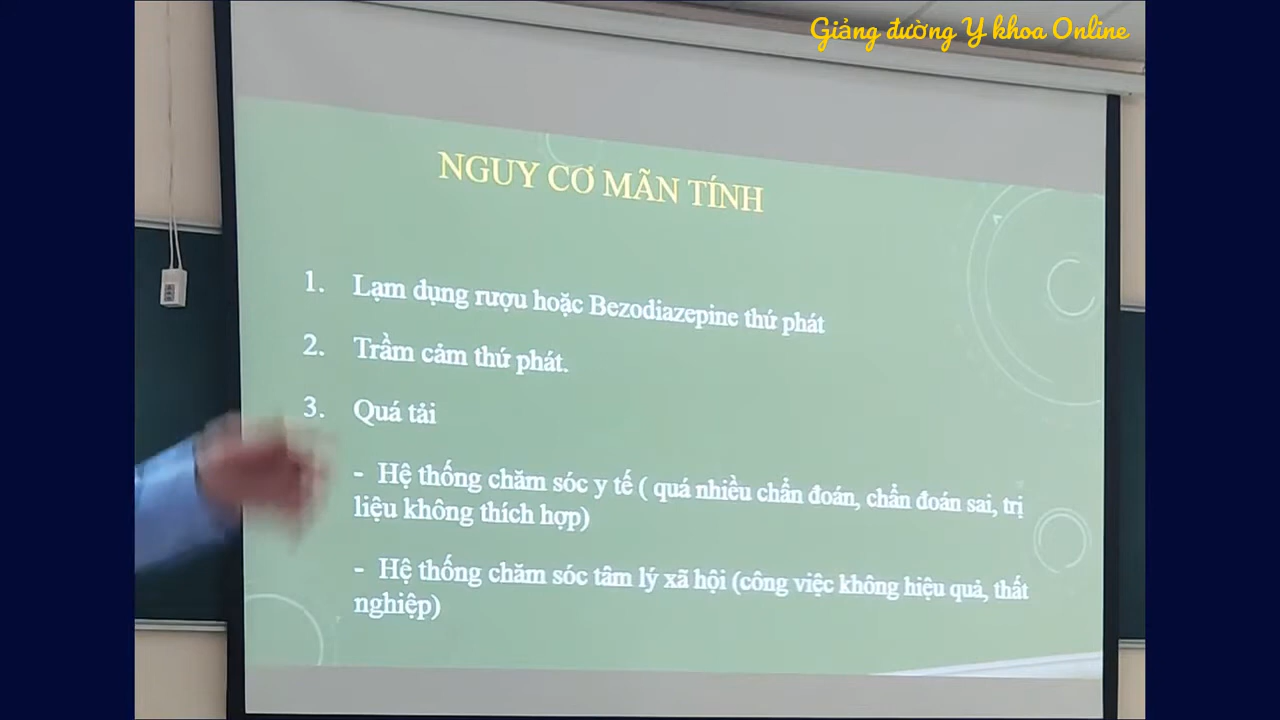 Giảng đường Y khoa Online
NGUY CƠ MÃN TÍNH
1. Lạm dụng rượu hoặc Bezodiazepine thứ phát
2. Trầm cảm thứ phát.
3. Quá tải
- Hệ thống chăm sóc y tế ( quá nhiều chẩn đoán, chẩn đoán sai, trị
liệu không thích hợp)
- Hệ thống chăm sóc tâm lý xã hội (công việc không hiệu quả, thất
nghiệp)